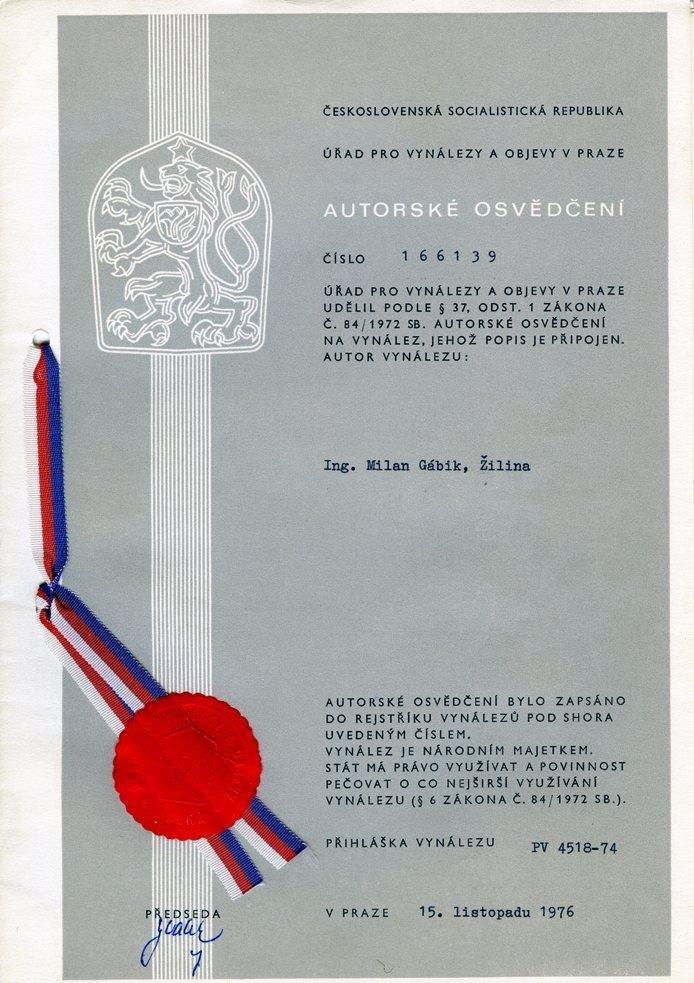 ČESKOSLOVENSKÁ SOCIALISTICKÁ REPUBLIKA
ÚŘAD PRO VYNÁLEZY A OBJEVY V PRAZE
AUTORSKÉ OSVĚDČENÍ
ČÍSLO 166139
ÚŘAD PRO VYNÁLEZY A OBJEVY V PRAZE
UDĚLIL PODLE § 37, ODST. 1 ZÁKONA
Č. 84/1972 SB. AUTORSKÉ OSVĚDČENÍ
NA VYNÁLEZ, JEHOŽ POPIS JE PŘIPOJEN.
AUTOR VYNÁLEZU:
Ing. Milan Gábik, Žilina
AUTORSKÉ OSVĚDČENÍ BYLO ZAPSÁNO
DO REJSTŘÍKU VYNÁLEZŮ POD SHORA
UVEDENÝM ČÍSLEM.
VYNÁLEZ JE NÁRODNÍM MAJETKEM.
STÁT MÁ PRÁVO VYUŽÍVAT A POVINNOST
PEČOVAT O CO NEJŠIRŠÍ VYUŽÍVÁNÍ
VYNÁLEZU (§ 6 ZÁKONA Č. 84/1972 SB.).
PŘIHLÁŠKA VYNÁLEZU PV 4518-74
PŘEDSEDA
V PRAZE 15. listopadu 1976